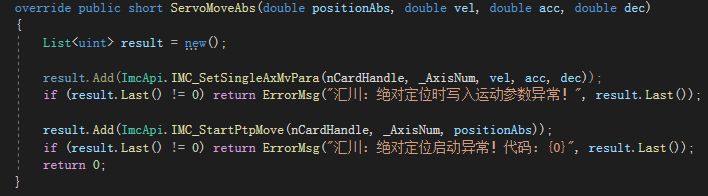 override public short ServoMoveAbs(double positionAbs, double vel, double acc, double dec)
{
List<uint> result = new();
result.Add(ImcApi.IMC_SetSingleAxMvPara(nCardHandle, _AxisNum, vel, acc, dec));
if (result.Last() != 0) return ErrorMsg("汇川：绝对定位时写入运动参数异常！", result.Last());
result.Add(ImcApi.IMC_StartPtpMove(nCardHandle, _AxisNum, positionAbs));
if (result.Last() != 0) return ErrorMsg("汇川：绝对定位启动异常！代码：{0}", result.Last());
return 0;
}